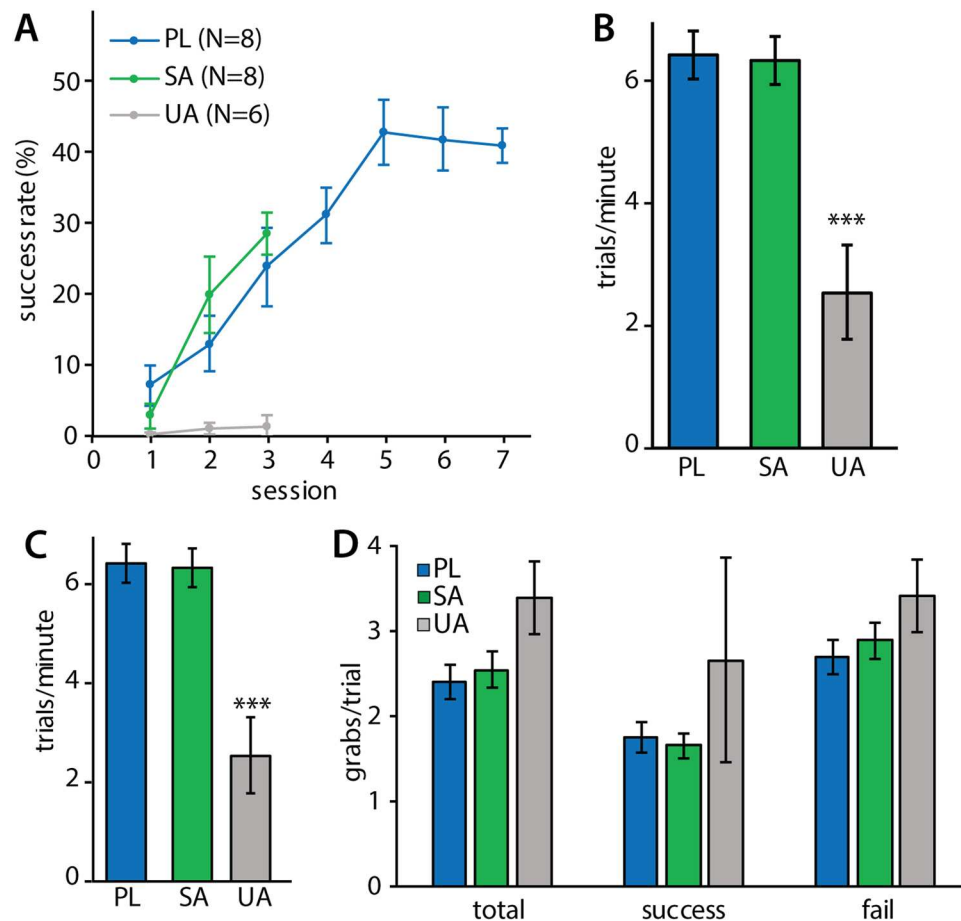 A
PL (N=8)
SA (N=8)
UA (N=6)
success rate (%)
50
40
30
20
10
0
0 1 2 3 4 5 6 7
session
B
trials/minute
6
4
2
0
***
PL SA UA
C
trials/minute
6
4
2
0
***
PL SA UA
D
PL
SA
UA
grabs/trial
4
3
2
1
0
total success fail